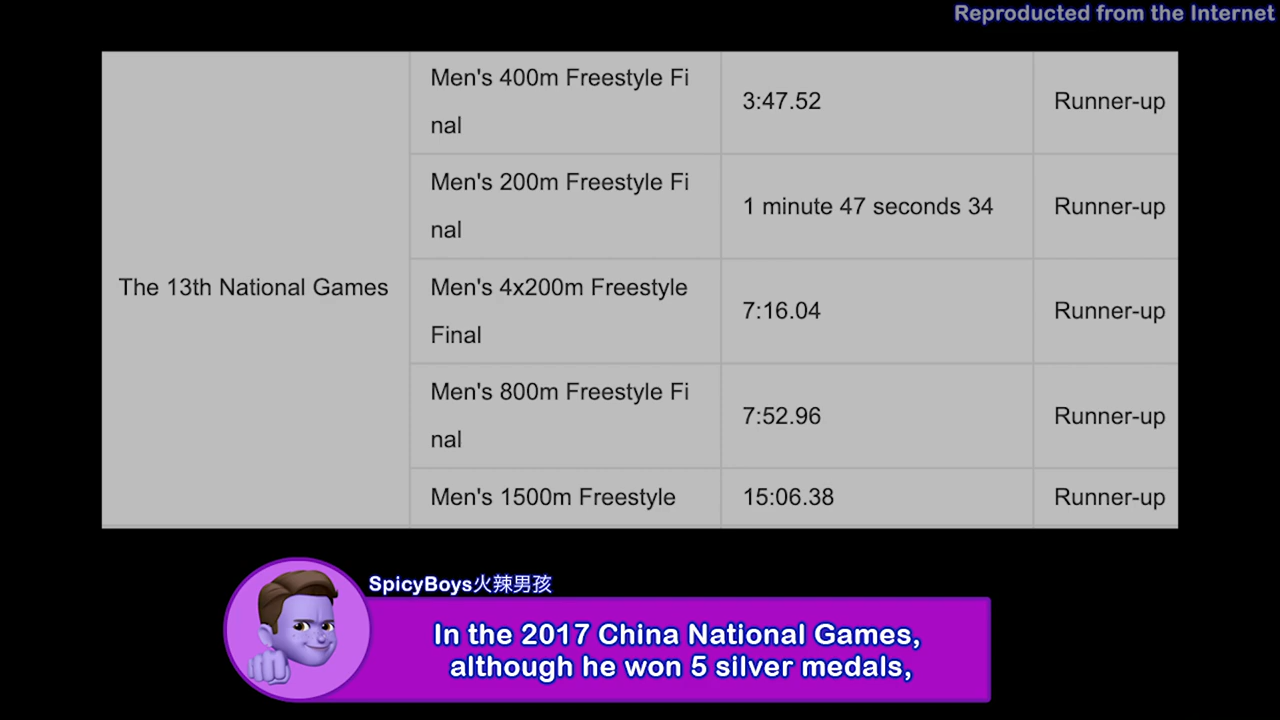 Reproducted from the Internet
Men's 400m Freestyle Fi
nal
3:47.52
Runner-up
Men's 200m Freestyle Fi
nal
1 minute 47 seconds 34
Runner-up
The 13th National Games
Men's 4x200m Freestyle
Final
7:16.04
Runner-up
Men's 800m Freestyle Fi
nal
7:52.96
Runner-up
Men's 1500m Freestyle
15:06.38
Runner-up
SpicyBoys火辣男孩
In the 2017 China National Games,
although he won 5 silver medals,